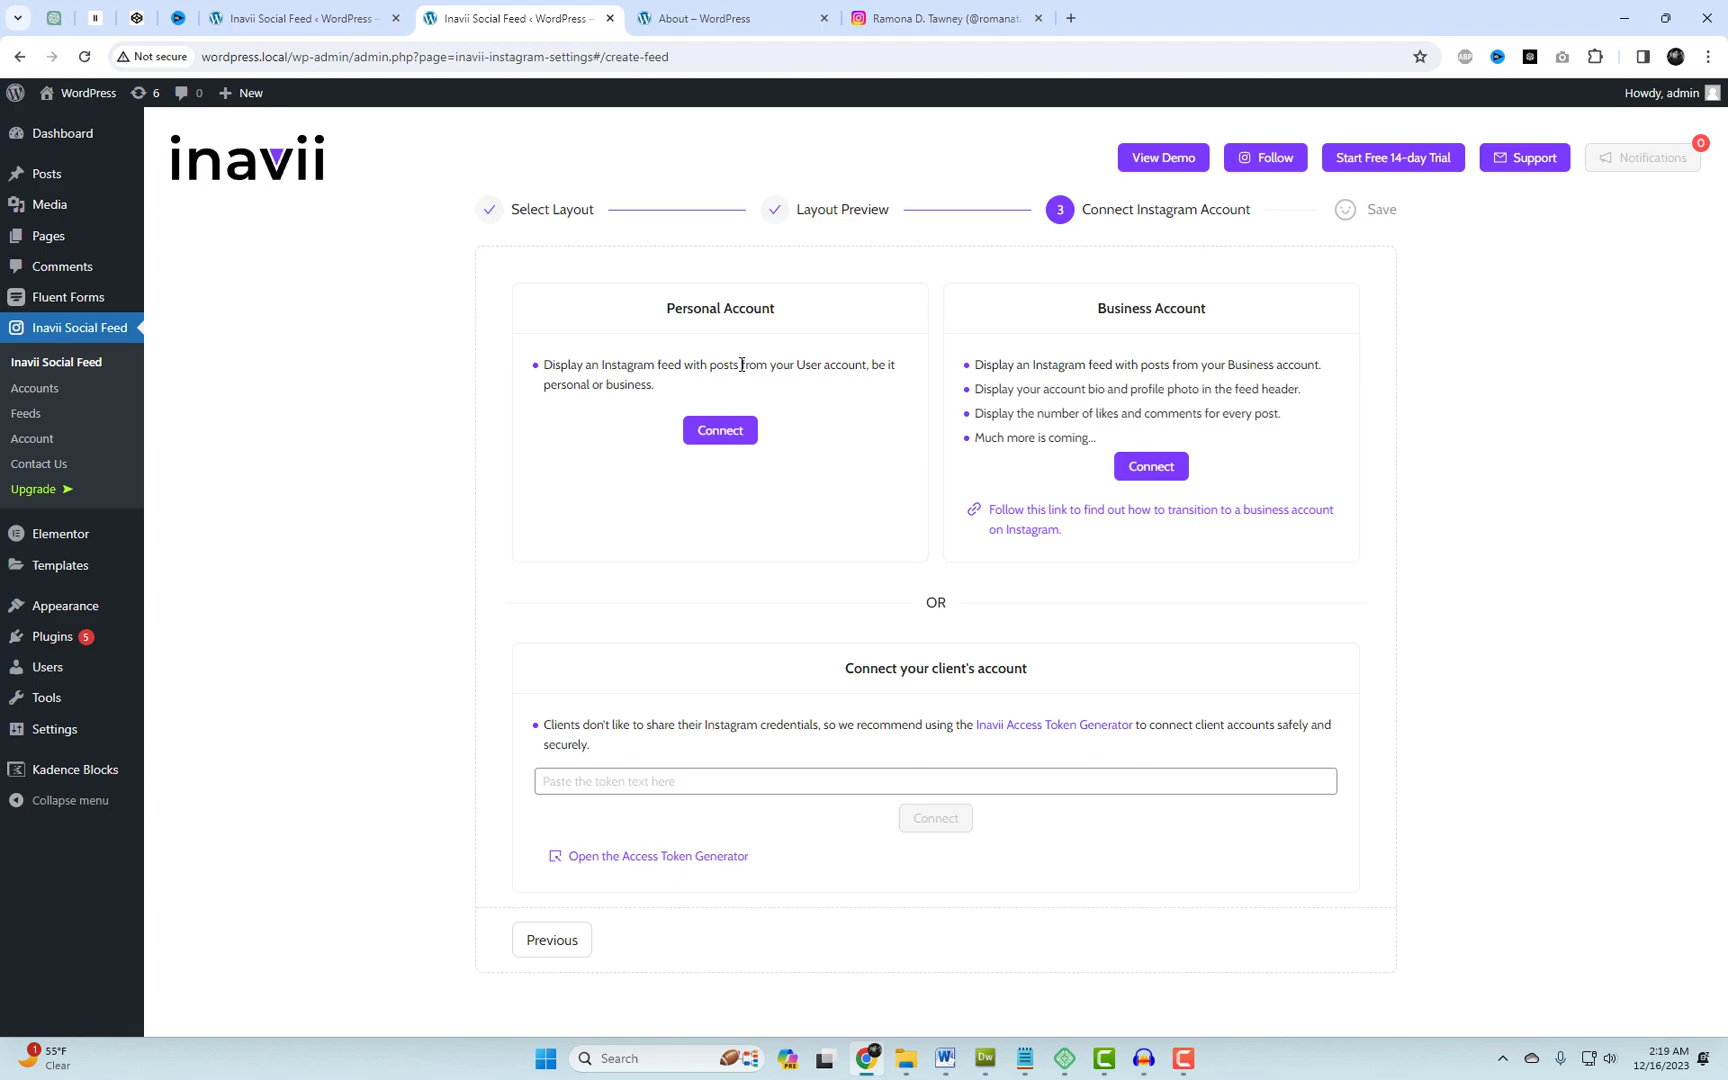 Inavii Social Feed ‹ WordPress –
Inavii Social Feed ‹ WordPress –
About – WordPress
Ramona D. Tawney (@romanata
Not secure
wordpress.local/wp-admin/admin.php?page=inavii-instagram-settings#/create-feed
WordPress
6
0
New
Howdy, admin
Dashboard
Posts
Media
Pages
Comments
Fluent Forms
Inavii Social Feed
Inavii Social Feed
Accounts
Feeds
Account
Contact Us
Upgrade ➤
Elementor
Templates
Appearance
Plugins 5
Users
Tools
Settings
Kadence Blocks
Collapse menu
inavii
View Demo
Follow
Start Free 14-day Trial
Support
Notifications
0
Select Layout
Layout Preview
3 Connect Instagram Account
Save
Personal Account
Display an Instagram feed with posts from your User account, be it
personal or business.
Connect
Business Account
Display an Instagram feed with posts from your Business account.
Display your account bio and profile photo in the feed header.
Display the number of likes and comments for every post.
Much more is coming...
Connect
Follow this link to find out how to transition to a business account
on Instagram.
OR
Connect your client's account
Clients don't like to share their Instagram credentials, so we recommend using the Inavii Access Token Generator to connect client accounts safely and
securely.
Paste the token text here
Connect
Open the Access Token Generator
Previous
1
55°F
Clear
Search
PRE
W
Dw
C
C
2:19 AM
12/16/2023